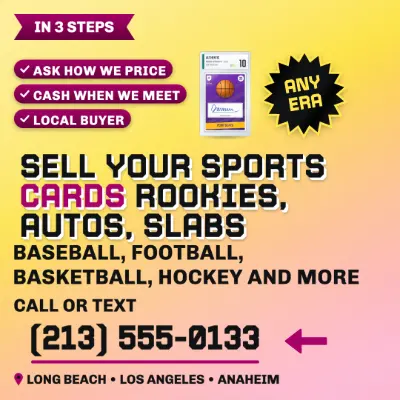 IN 3 STEPS
ASK HOW WE PRICE
CASH WHEN WE MEET
LOCAL BUYER
10
ANY
ERA
SELL YOUR SPORTS
CARDS ROOKIES,
AUTOS, SLABS
BASEBALL, FOOTBALL,
BASKETBALL, HOCKEY AND MORE
CALL OR TEXT
(213) 555-0133
LONG BEACH • LOS ANGELES • ANAHEIM